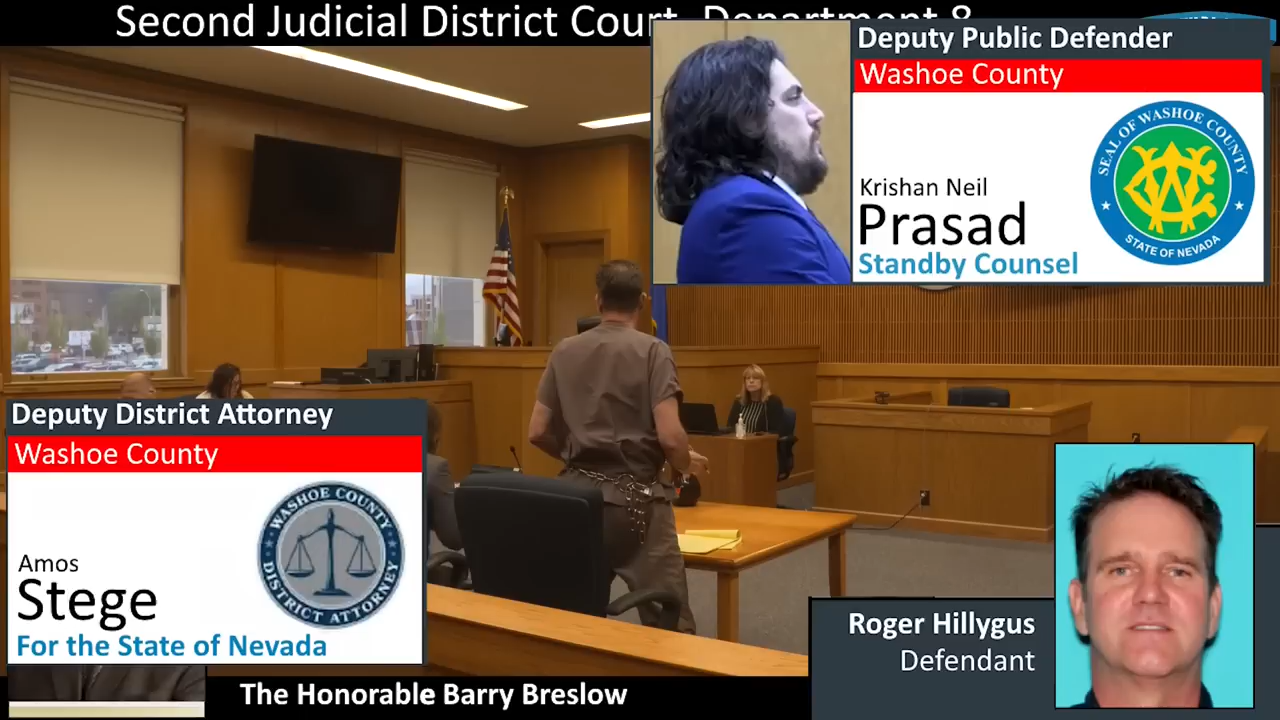 Second Judicial District Court, Department 8
Deputy Public Defender
Washoe County
SEAL OF WASHOE COUNTY
STATE OF NEVADA
Krishan Neil
Prasad
Standby Counsel
Deputy District Attorney
Washoe County
WASHOE COUNTY
DISTRICT ATTORNEY
Amos
Stege
For the State of Nevada
Roger Hillygus
Defendant
The Honorable Barry Breslow